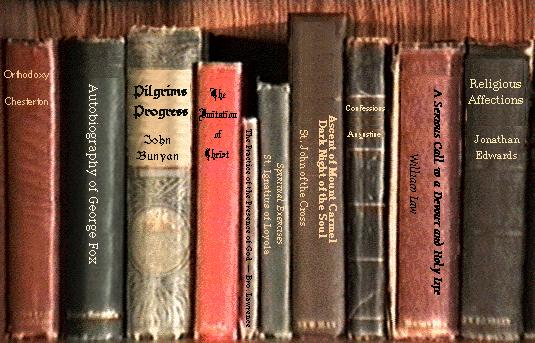 Orthodoxy
Chesterton
Autobiography of George Fox
Pilgrims
Progress
John
Bunyan
The
Imitation
of
Christ
The Practice of the Presence of God — Bro. Lawrence
Spiritual Exercises
St. Ignatius of Loyola
Ascent of Mount Carmel
Dark Night of the Soul
St. John of the Cross
Confessions
Augustine
A Serious Call to a Devout and Holy Life
William Law
Religious
Affections
Jonathan
Edwards